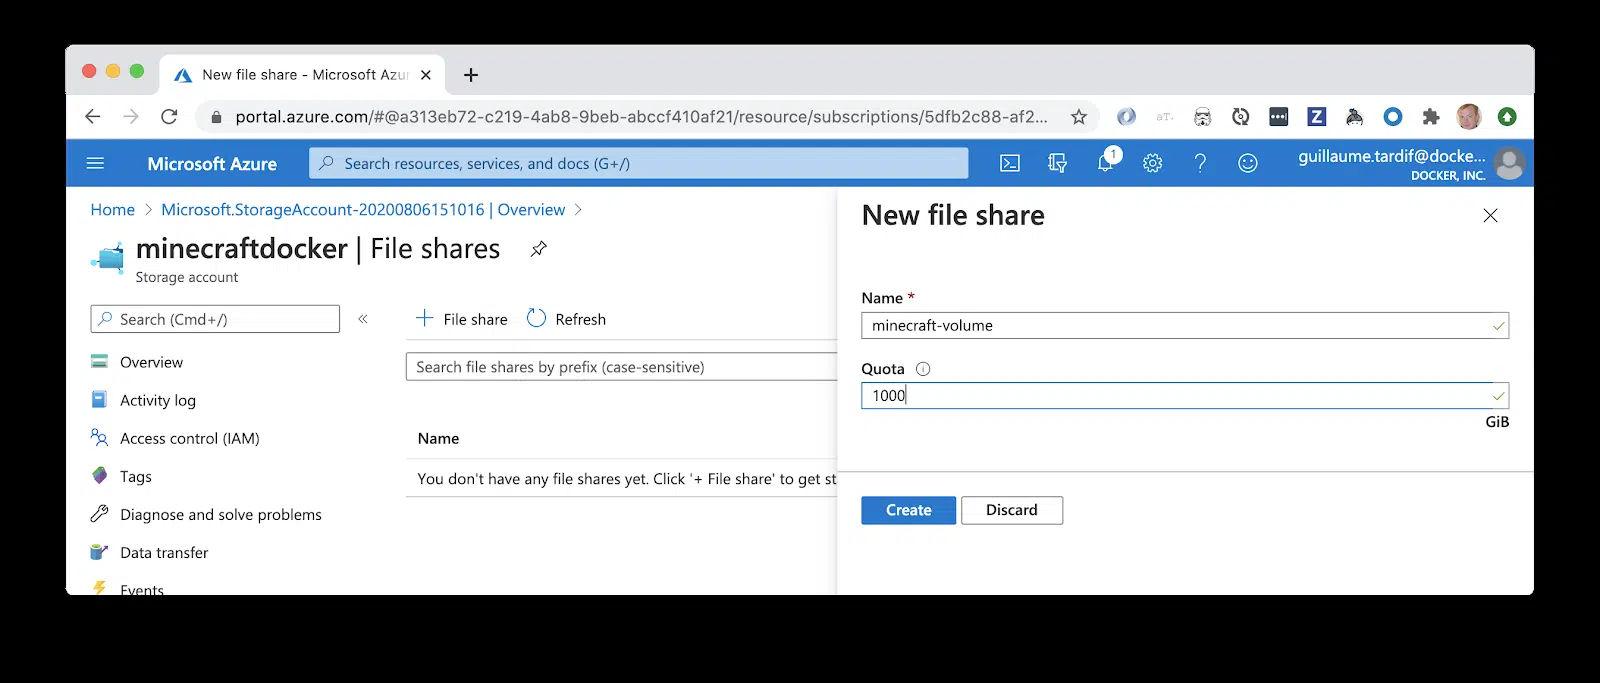 New file share - Microsoft Azur
portal.azure.com/#@a313eb72-c219-4ab8-9beb-abccf410af21/resource/subscriptions/5dfb2c88-af2...
aT.
Z
Microsoft Azure
Search resources, services, and docs (G+/)
1
guillaume.tardif@docke...
DOCKER, INC.
Home > Microsoft.StorageAccount-20200806151016 | Overview >
minecraftdocker | File shares
Storage account
Search (Cmd+/)
«
+ File share
Refresh
Overview
Activity log
Access control (IAM)
Tags
Diagnose and solve problems
Data transfer
Events
Search file shares by prefix (case-sensitive)
Name
You don't have any file shares yet. Click '+ File share' to get st
New file share
Name *
minecraft-volume
Quota
1000
GiB
Create
Discard